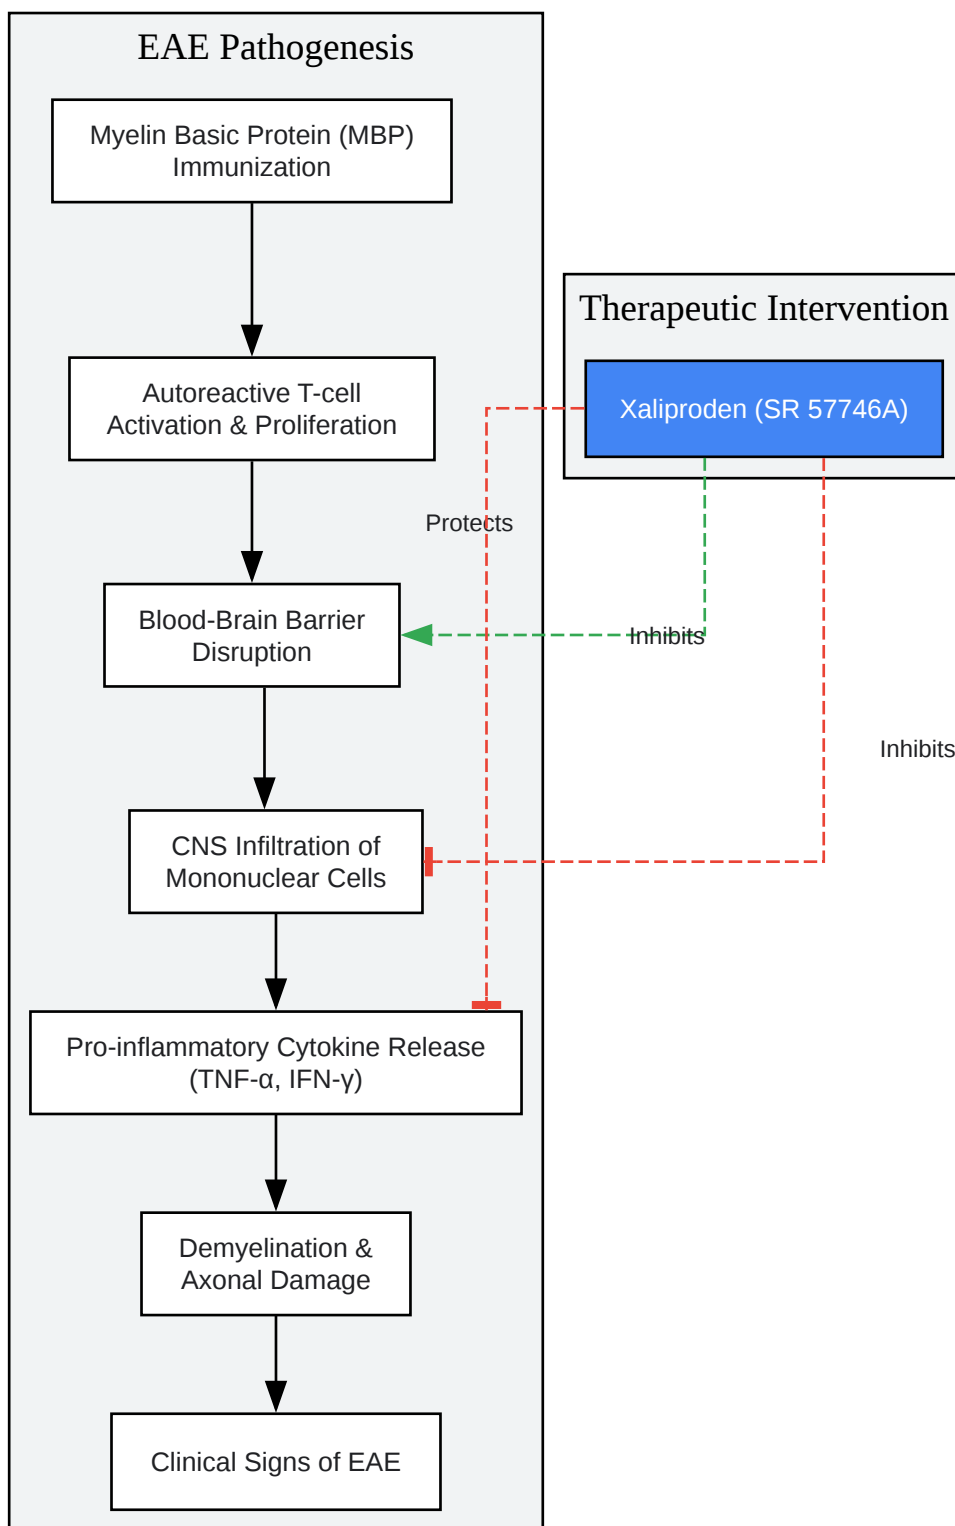 EAE Pathogenesis
Myelin Basic Protein (MBP)
Immunization
Therapeutic Intervention
Xaliproden (SR 57746A)
Autoreactive T-cell
Activation & Proliferation
Protects
Blood-Brain Barrier
Disruption
Inhibits
Inhibits
CNS Infiltration of
Mononuclear Cells
Pro-inflammatory Cytokine Release
(TNF-α, IFN-γ)
Demyelination &
Axonal Damage
Clinical Signs of EAE